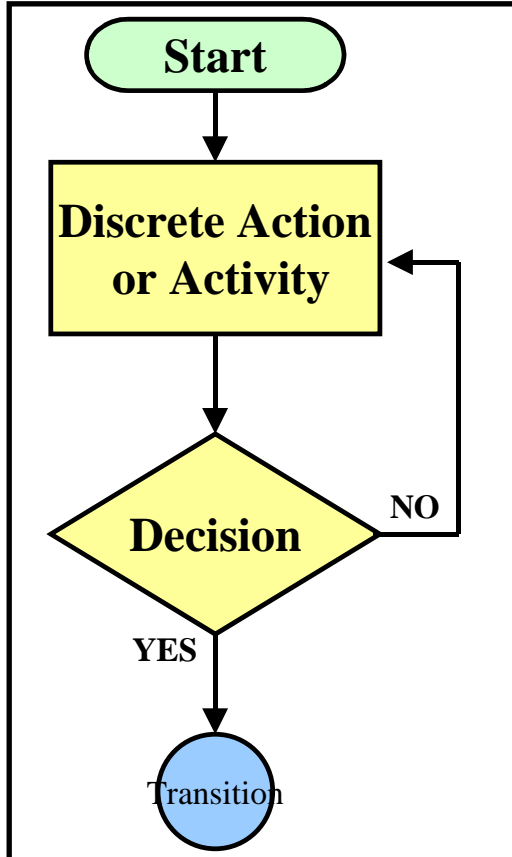 Start
Discrete Action
or Activity
NO
Decision
YES
Transition